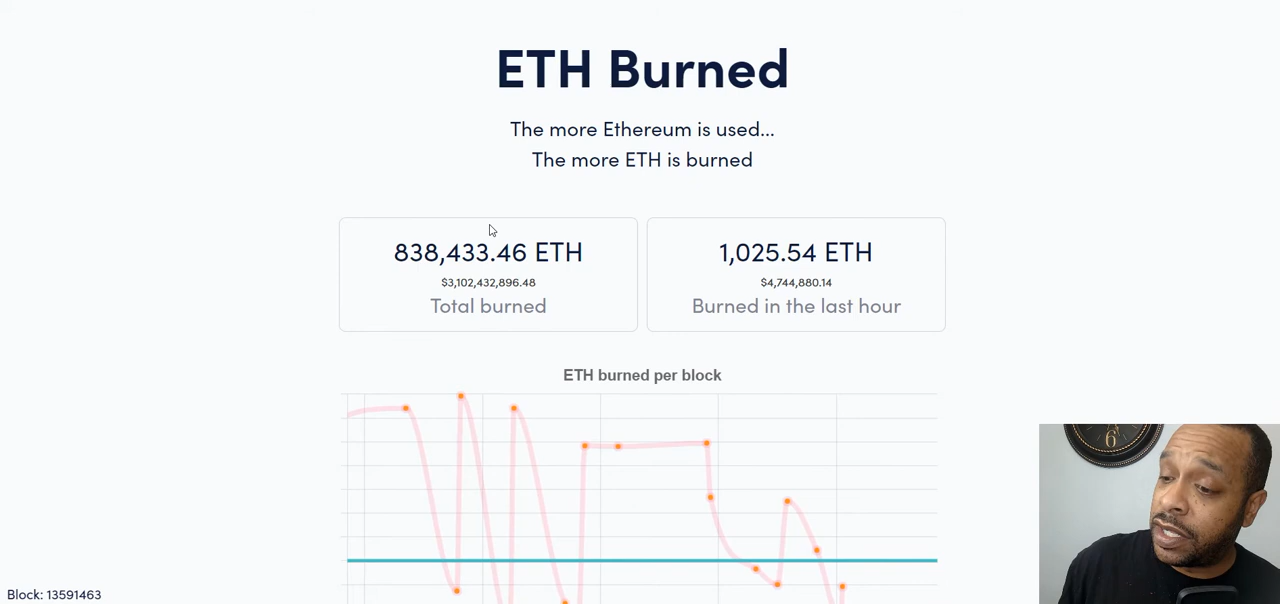 ETH Burned
The more Ethereum is used...
The more ETH is burned
838,433.46 ETH
$3,102,432,896.48
Total burned
1,025.54 ETH
$4,744,880.14
Burned in the last hour
ETH burned per block
6
Block: 13591463